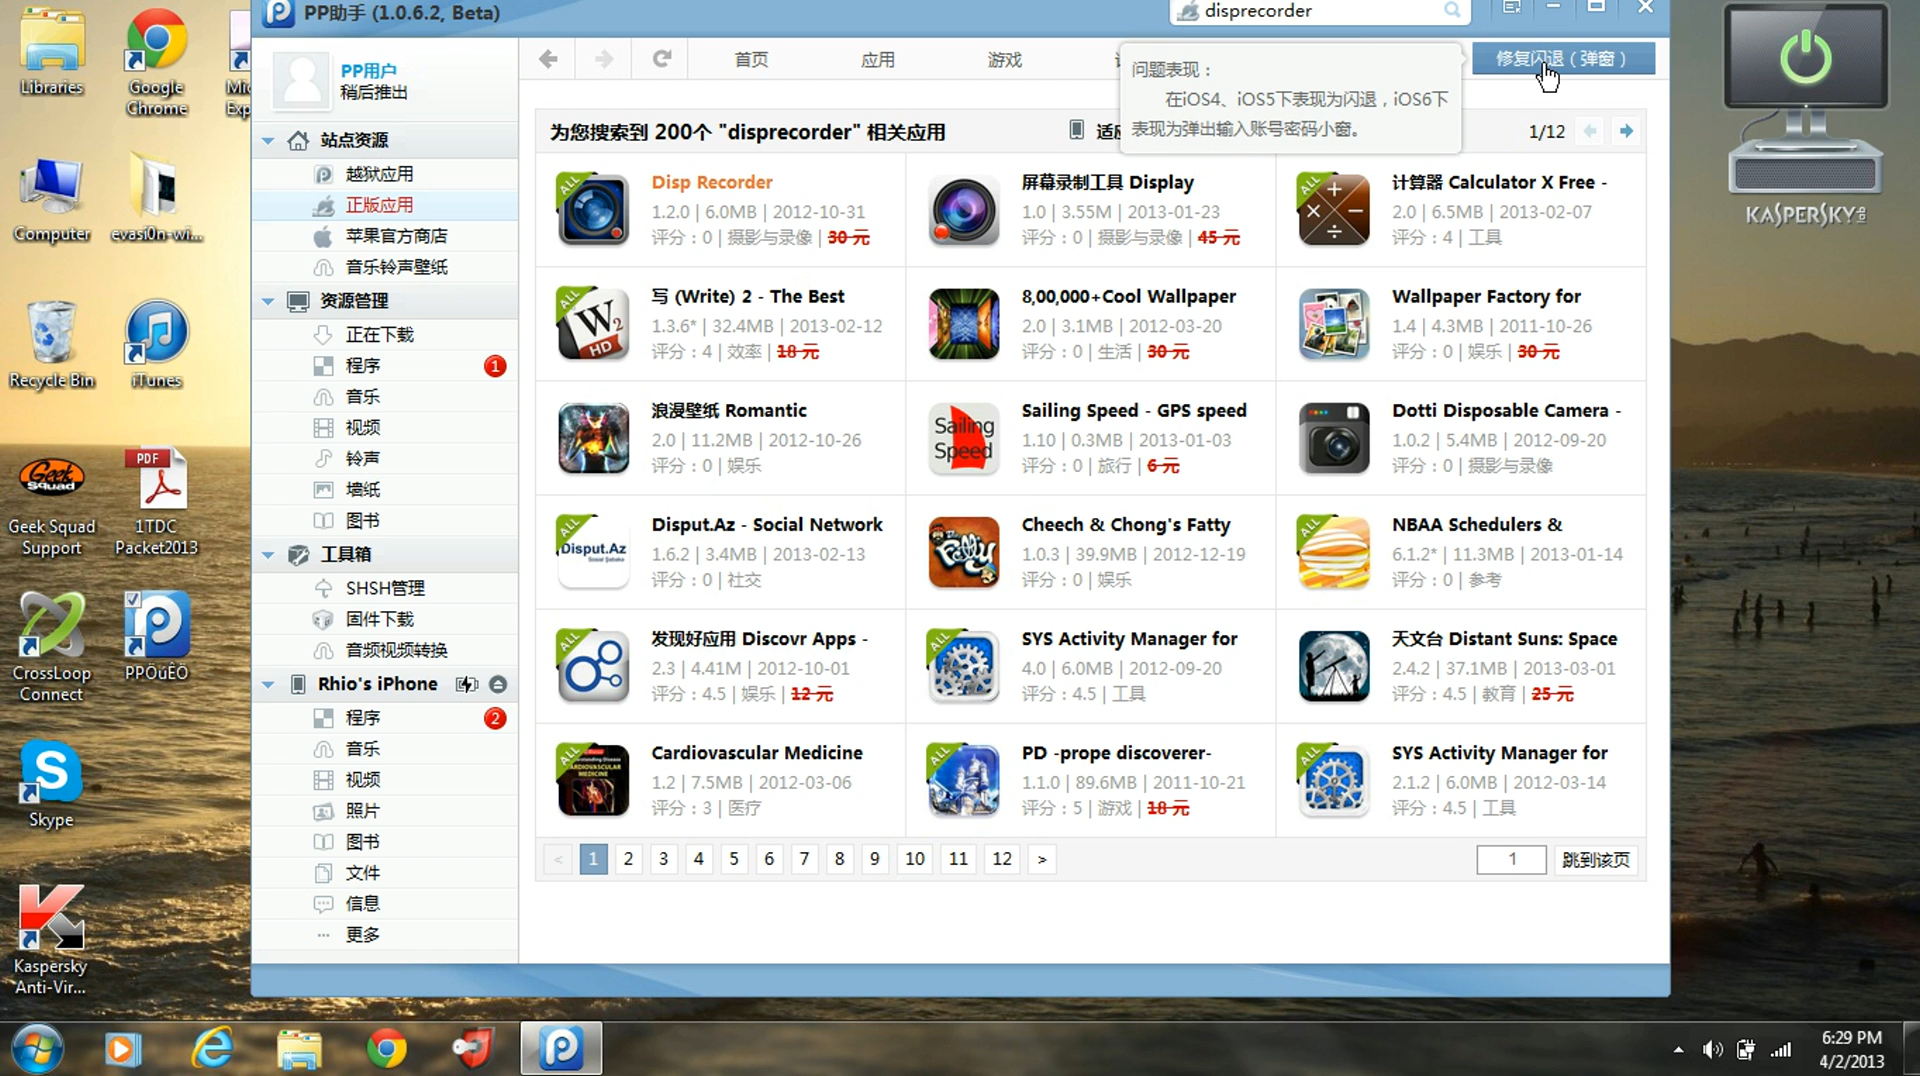 PP助手 (1.0.6.2, Beta)
disprecorder
Libraries
Google
Chrome
Computer
evasi0n-wi...
Recycle Bin
iTunes
Geek Squad
Support
PDF
1TDC
Packet2013
CrossLoop
Connect
PPÖúÊÖ
Skype
Kaspersky
Anti-Vir...
PP用户
稍后推出
站点资源
越狱应用
正版应用
苹果官方商店
音乐铃声壁纸
资源管理
正在下载
程序 1
音乐
视频
铃声
墙纸
图书
工具箱
SHSH管理
固件下载
音频视频转换
Rhio's iPhone
程序 2
音乐
视频
照片
图书
文件
信息
更多
首页 应用 游戏
修复闪退（弹窗）
问题表现：
在iOS4、iOS5下表现为闪退，iOS6下
表现为弹出输入账号密码小窗。
为您搜索到 200个 "disprecorder" 相关应用
1/12
Disp Recorder
1.2.0 | 6.0MB | 2012-10-31
评分：0 | 摄影与录像 | 30 元
屏幕录制工具 Display
1.0 | 3.55M | 2013-01-23
评分：0 | 摄影与录像 | 45 元
计算器 Calculator X Free -
2.0 | 6.5MB | 2013-02-07
评分：4 | 工具
写 (Write) 2 - The Best
1.3.6* | 32.4MB | 2013-02-12
评分：4 | 效率 | 18 元
8,00,000+Cool Wallpaper
2.0 | 3.1MB | 2012-03-20
评分：0 | 生活 | 30 元
Wallpaper Factory for
1.4 | 4.3MB | 2011-10-26
评分：0 | 娱乐 | 30 元
浪漫壁纸 Romantic
2.0 | 11.2MB | 2012-10-26
评分：0 | 娱乐
Sailing
Speed
Sailing Speed - GPS speed
1.10 | 0.3MB | 2013-01-03
评分：0 | 旅行 | 6 元
Dotti Disposable Camera -
1.0.2 | 5.4MB | 2012-09-20
评分：0 | 摄影与录像
Disput.Az
Disput.Az - Social Network
1.6.2 | 3.4MB | 2013-02-13
评分：0 | 社交
Cheech & Chong's Fatty
1.0.3 | 39.9MB | 2012-12-19
评分：0 | 娱乐
NBAA Schedulers &
6.1.2* | 11.3MB | 2013-01-14
评分：0 | 参考
发现好应用 Discovr Apps -
2.3 | 4.41M | 2012-10-01
评分：4.5 | 娱乐 | 12 元
SYS Activity Manager for
4.0 | 6.0MB | 2012-09-20
评分：4.5 | 工具
天文台 Distant Suns: Space
2.4.2 | 37.1MB | 2013-03-01
评分：4.5 | 教育 | 25 元
Cardiovascular Medicine
1.2 | 7.5MB | 2012-03-06
评分：3 | 医疗
PD -prope discoverer-
1.1.0 | 89.6MB | 2011-10-21
评分：5 | 游戏 | 18 元
SYS Activity Manager for
2.1.2 | 6.0MB | 2012-03-14
评分：4.5 | 工具
< 1 2 3 4 5 6 7 8 9 10 11 12 >
1 跳到该页
KASPERSKY
6:29 PM
4/2/2013